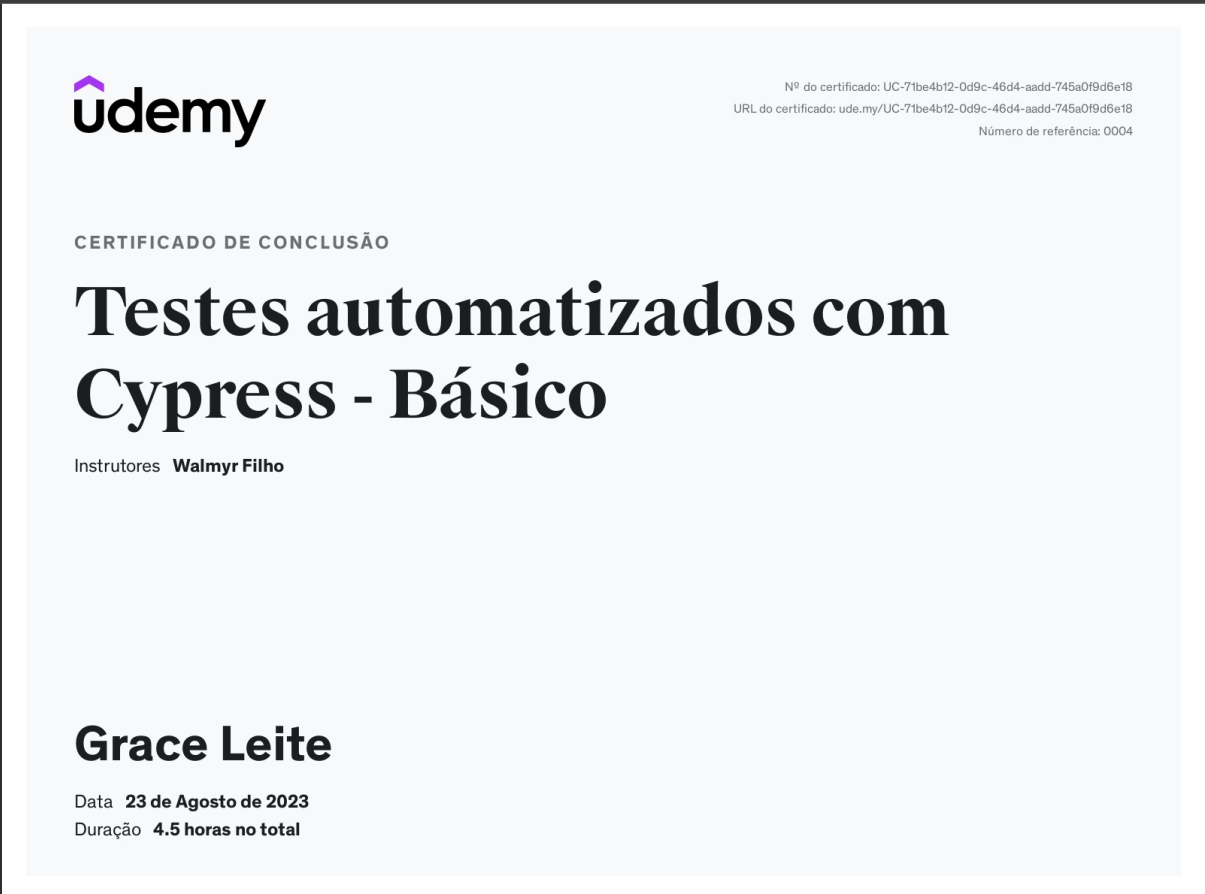 udemy
Nº do certificado: UC-71be4b12-0d9c-46d4-aadd-745a0f9d6e18
URL do certificado: ude.my/UC-71be4b12-0d9c-46d4-aadd-745a0f9d6e18
Número de referência: 0004
CERTIFICADO DE CONCLUSÃO
Testes automatizados com
Cypress - Básico
Instrutores Walmyr Filho
Grace Leite
Data 23 de Agosto de 2023
Duração 4.5 horas no total